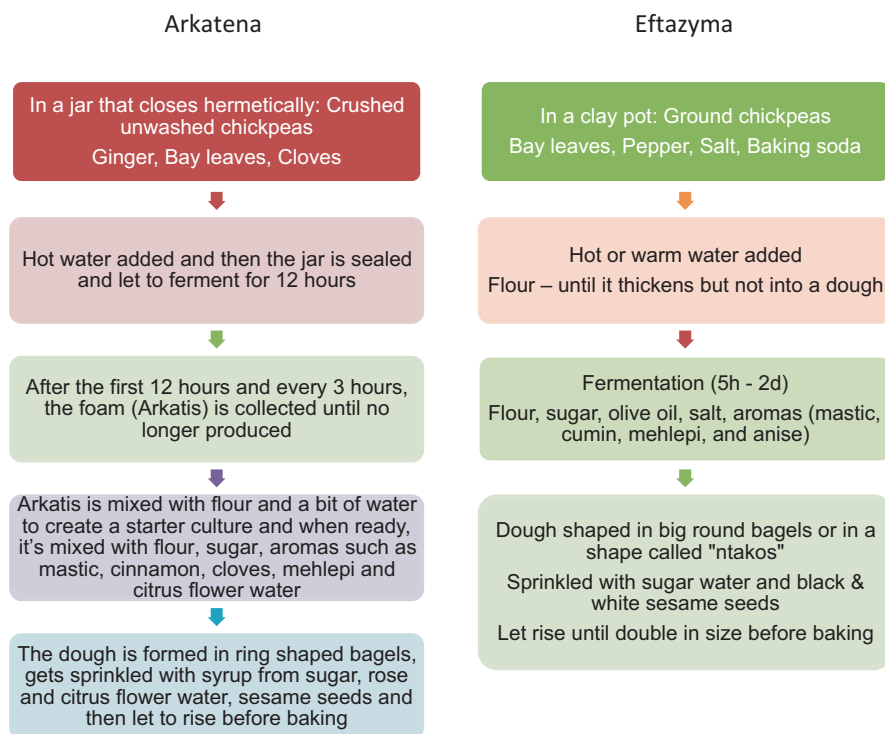 Arkatena
In a jar that closes hermetically: Crushed
unwashed chickpeas
Ginger, Bay leaves, Cloves
Hot water added and then the jar is sealed
and let to ferment for 12 hours
After the first 12 hours and every 3 hours,
the foam (Arkatis) is collected until no
longer produced
Arkatis is mixed with flour and a bit of water
to create a starter culture and when ready,
it's mixed with flour, sugar, aromas such as
mastic, cinnamon, cloves, mehlepi and
citrus flower water
The dough is formed in ring shaped bagels,
gets sprinkled with syrup from sugar, rose
and citrus flower water, sesame seeds and
then let to rise before baking
Eftazyma
In a clay pot: Ground chickpeas
Bay leaves, Pepper, Salt, Baking soda
Hot or warm water added
Flour – until it thickens but not into a dough
Fermentation (5h - 2d)
Flour, sugar, olive oil, salt, aromas (mastic,
cumin, mehlepi, and anise)
Dough shaped in big round bagels or in a
shape called "ntakos"
Sprinkled with sugar water and black &
white sesame seeds
Let rise until double in size before baking